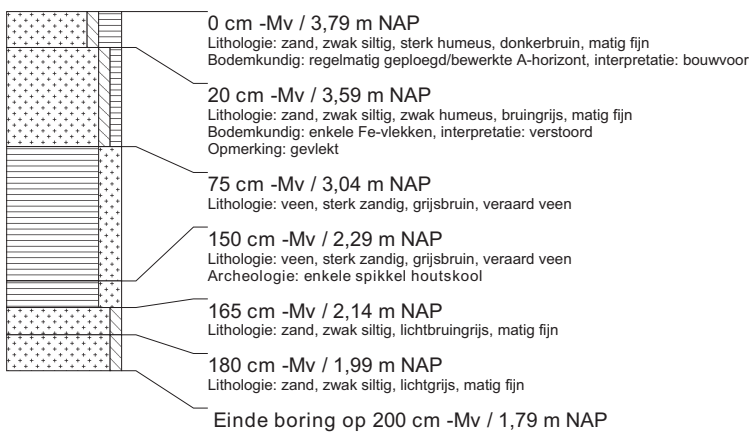 0 cm -Mv / 3,79 m NAP
Lithologie: zand, zwak siltig, sterk humeus, donkerbruin, matig fijn
Bodemkundig: regelmatig geploegd/bewerkte A-horizont, interpretatie: bouwvoor
20 cm -Mv / 3,59 m NAP
Lithologie: zand, zwak siltig, zwak humeus, bruingrijs, matig fijn
Bodemkundig: enkele Fe-vlekken, interpretatie: verstoord
Opmerking: gevlekt
75 cm -Mv / 3,04 m NAP
Lithologie: veen, sterk zandig, grijsbruin, veraard veen
150 cm -Mv / 2,29 m NAP
Lithologie: veen, sterk zandig, grijsbruin, veraard veen
Archeologie: enkele spikkel houtskool
165 cm -Mv / 2,14 m NAP
Lithologie: zand, zwak siltig, lichtbruingrijs, matig fijn
180 cm -Mv / 1,99 m NAP
Lithologie: zand, zwak siltig, lichtgrijs, matig fijn
Einde boring op 200 cm -Mv / 1,79 m NAP